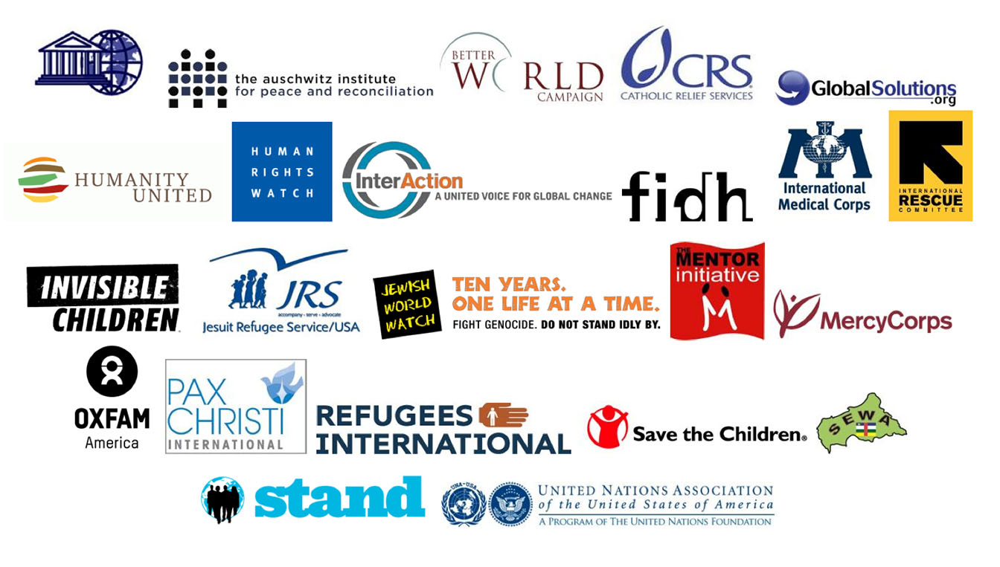 the auschwitz institute
for peace and reconciliation
BETTER
WORLD
CAMPAIGN
CRS
CATHOLIC RELIEF SERVICES
GlobalSolutions
.org
HUMANITY
UNITED
HUMAN
RIGHTS
WATCH
InterAction
A UNITED VOICE FOR GLOBAL CHANGE
fidh
International
Medical Corps
INTERNATIONAL
RESCUE
COMMITTEE
INVISIBLE
CHILDREN
JRS
accompany · serve · advocate
Jesuit Refugee Service/USA
JEWISH
WORLD
WATCH
TEN YEARS.
ONE LIFE AT A TIME.
FIGHT GENOCIDE. DO NOT STAND IDLY BY.
THE
MENTOR
initiative
M
MercyCorps
OXFAM
America
PAX
CHRISTI
INTERNATIONAL
REFUGEES
INTERNATIONAL
Save the Children®
SEWA
stand
UNA-USA
UNITED NATIONS ASSOCIATION
of the United States of America
A PROGRAM OF THE UNITED NATIONS FOUNDATION